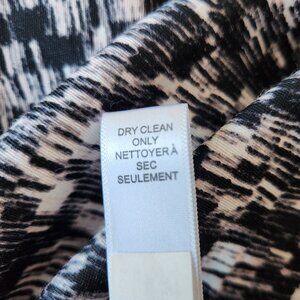 DRY CLEAN
ONLY
NETTOYER À
SEC
SEULEMENT